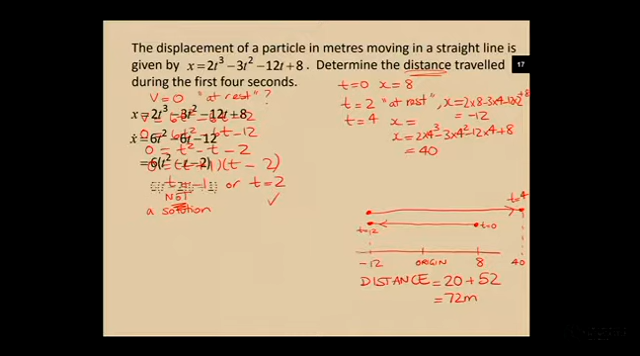 The displacement of a particle in metres moving in a straight line is
given by x = 2t³ − 3t² − 12t + 8. Determine the distance travelled
during the first four seconds.
17
V=0 "at rest"?
x = 2t³ − 3t² − 12t + 8
0 = 6t² − 6t − 12
ẋ = 6t² − 6t − 12
0 = t² − t − 2
= 6(t² − t − 2)
t = −1 or t = 2
NOT
a solution ✓
t=0 x=8
t=2 "at rest", x=2×8−3×4−12×2+8
= −12
t=4 x=
x=2×4³−3×4²−12×4+8
= 40
t=4
t=0
−12 ORIGIN 8 40
DISTANCE = 20 + 52
= 72m